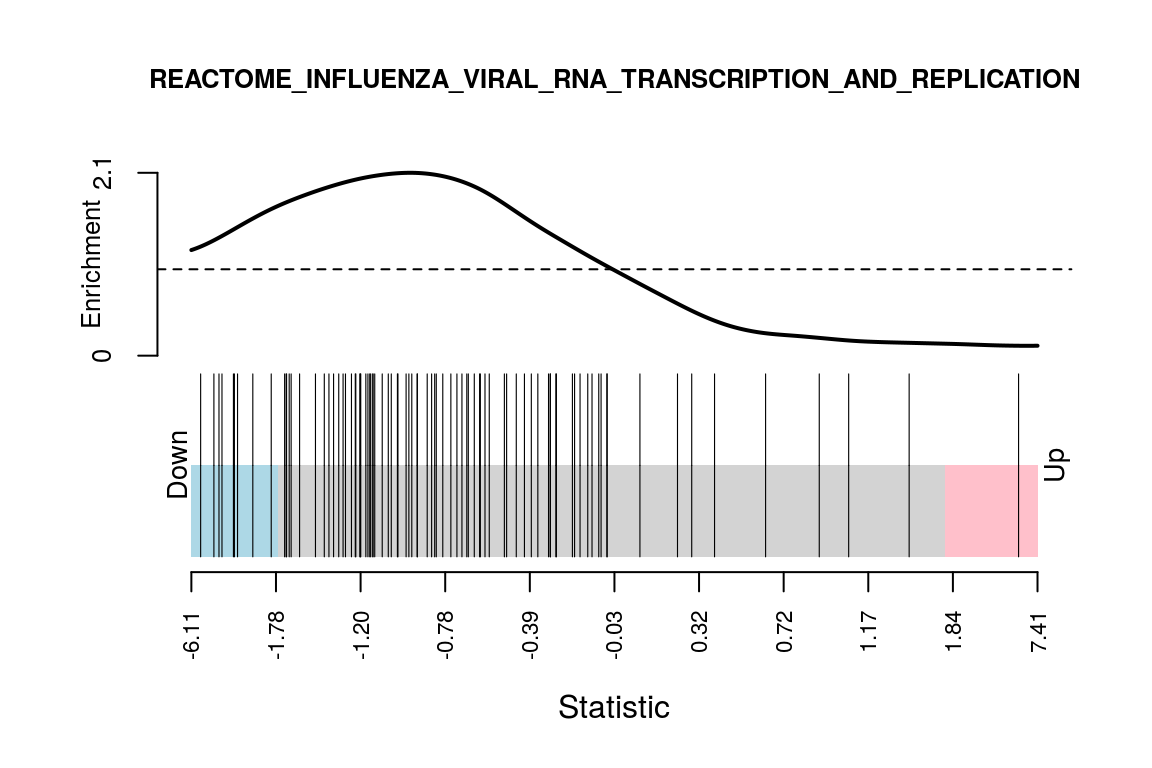 REACTOME_INFLUENZA_VIRAL_RNA_TRANSCRIPTION_AND_REPLICATION
Enrichment
2.1
0
Down
Up
-6.11
-1.78
-1.20
-0.78
-0.39
-0.03
0.32
0.72
1.17
1.84
7.41
Statistic